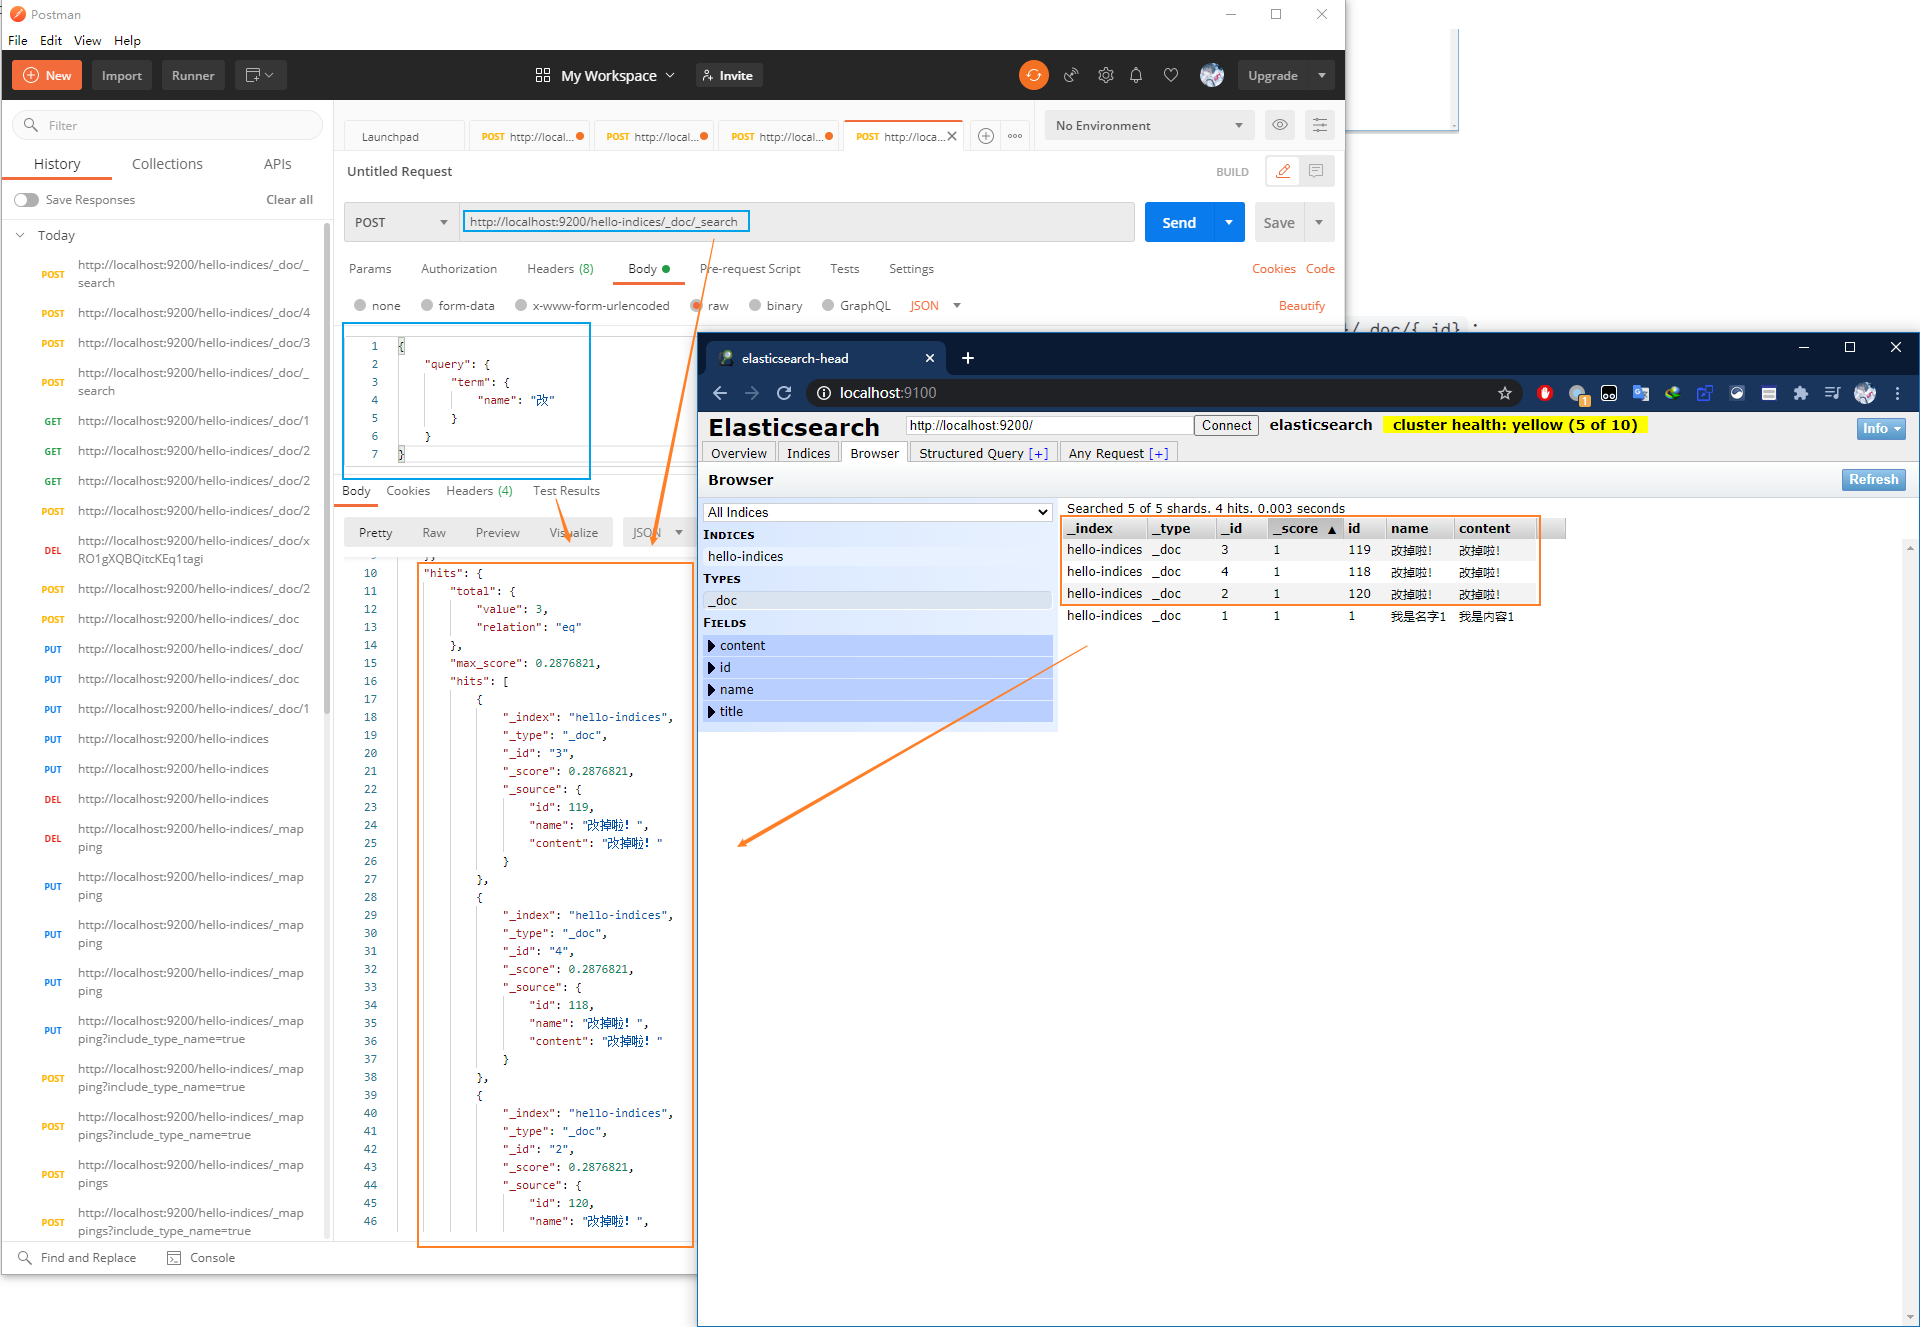 Postman
File Edit View Help
New Import Runner My Workspace Invite Upgrade
Filter
History Collections APIs
Save Responses Clear all
Today
POST http://localhost:9200/hello-indices/_doc/_
search
POST http://localhost:9200/hello-indices/_doc/4
POST http://localhost:9200/hello-indices/_doc/3
POST http://localhost:9200/hello-indices/_doc/_
search
GET http://localhost:9200/hello-indices/_doc/1
GET http://localhost:9200/hello-indices/_doc/2
GET http://localhost:9200/hello-indices/_doc/2
POST http://localhost:9200/hello-indices/_doc/2
DEL http://localhost:9200/hello-indices/_doc/x
RO1gXQBQitcKEq1tagi
POST http://localhost:9200/hello-indices/_doc/2
POST http://localhost:9200/hello-indices/_doc
PUT http://localhost:9200/hello-indices/_doc/
PUT http://localhost:9200/hello-indices/_doc
PUT http://localhost:9200/hello-indices/_doc/1
PUT http://localhost:9200/hello-indices
PUT http://localhost:9200/hello-indices
DEL http://localhost:9200/hello-indices
DEL http://localhost:9200/hello-indices/_map
ping
PUT http://localhost:9200/hello-indices/_map
ping
PUT http://localhost:9200/hello-indices/_map
ping
PUT http://localhost:9200/hello-indices/_map
ping
PUT http://localhost:9200/hello-indices/_map
ping?include_type_name=true
POST http://localhost:9200/hello-indices/_map
ping?include_type_name=true
POST http://localhost:9200/hello-indices/_map
pings?include_type_name=true
POST http://localhost:9200/hello-indices/_map
pings
POST http://localhost:9200/hello-indices/_map
pings?include_type_name=true
Find and Replace Console
Launchpad POST http://local... POST http://local... POST http://local... POST http://loca...
No Environment
Untitled Request BUILD
POST http://localhost:9200/hello-indices/_doc/_search Send Save
Params Authorization Headers (8) Body Pre-request Script Tests Settings Cookies Code
none form-data x-www-form-urlencoded raw binary GraphQL JSON Beautify
1 {
2 "query": {
3 "term": {
4 "name": "改"
5 }
6 }
7 }
Body Cookies Headers (4) Test Results
Pretty Raw Preview Visualize JSON
10 "hits": {
11 "total": {
12 "value": 3,
13 "relation": "eq"
14 },
15 "max_score": 0.2876821,
16 "hits": [
17 {
18 "_index": "hello-indices",
19 "_type": "_doc",
20 "_id": "3",
21 "_score": 0.2876821,
22 "_source": {
23 "id": 119,
24 "name": "改掉啦！",
25 "content": "改掉啦！"
26 }
27 },
28 {
29 "_index": "hello-indices",
30 "_type": "_doc",
31 "_id": "4",
32 "_score": 0.2876821,
33 "_source": {
34 "id": 118,
35 "name": "改掉啦！",
36 "content": "改掉啦！"
37 }
38 },
39 {
40 "_index": "hello-indices",
41 "_type": "_doc",
42 "_id": "2",
43 "_score": 0.2876821,
44 "_source": {
45 "id": 120,
46 "name": "改掉啦！",
elasticsearch-head
localhost:9100
Elasticsearch http://localhost:9200/ Connect elasticsearch cluster health: yellow (5 of 10) Info
Overview Indices Browser Structured Query [+] Any Request [+]
Browser Refresh
All Indices
INDICES
hello-indices
TYPES
_doc
FIELDS
content
id
name
title
Searched 5 of 5 shards. 4 hits. 0.003 seconds
_index _type _id _score ▲ id name content
hello-indices _doc 3 1 119 改掉啦！ 改掉啦！
hello-indices _doc 4 1 118 改掉啦！ 改掉啦！
hello-indices _doc 2 1 120 改掉啦！ 改掉啦！
hello-indices _doc 1 1 1 我是名字1 我是内容1